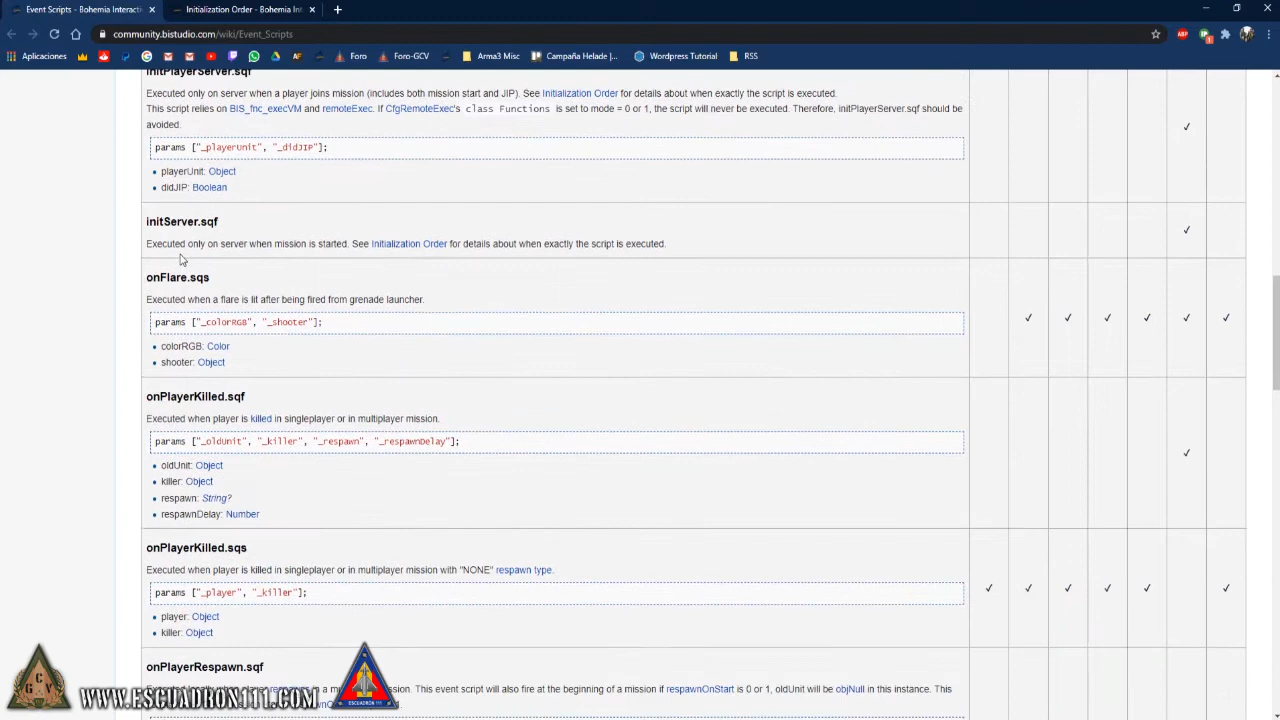 Event Scripts - Bohemia Interacti
Initialization Order - Bohemia Int
community.bistudio.com/wiki/Event_Scripts
Aplicaciones
Foro
Foro-GCV
Arma3 Misc
Campaña Helade |...
Wordpress Tutorial
RSS
initPlayerServer.sqf
Executed only on server when a player joins mission (includes both mission start and JIP). See Initialization Order for details about when exactly the script is executed.
This script relies on BIS_fnc_execVM and remoteExec. If CfgRemoteExec's class Functions is set to mode = 0 or 1, the script will never be executed. Therefore, initPlayerServer.sqf should be
avoided.
params ["_playerUnit", "_didJIP"];
playerUnit: Object
didJIP: Boolean
initServer.sqf
Executed only on server when mission is started. See Initialization Order for details about when exactly the script is executed.
onFlare.sqs
Executed when a flare is lit after being fired from grenade launcher.
params ["_colorRGB", "_shooter"];
colorRGB: Color
shooter: Object
onPlayerKilled.sqf
Executed when player is killed in singleplayer or in multiplayer mission.
params ["_oldUnit", "_killer", "_respawn", "_respawnDelay"];
oldUnit: Object
killer: Object
respawn: String?
respawnDelay: Number
onPlayerKilled.sqs
Executed when player is killed in singleplayer or in multiplayer mission with "NONE" respawn type.
params ["_player", "_killer"];
player: Object
killer: Object
onPlayerRespawn.sqf
mission. This event script will also fire at the beginning of a mission if respawnOnStart is 0 or 1, oldUnit will be objNull in this instance. This
GCV
WWW.ESCUADRON111.COM
ESCUADRON 111